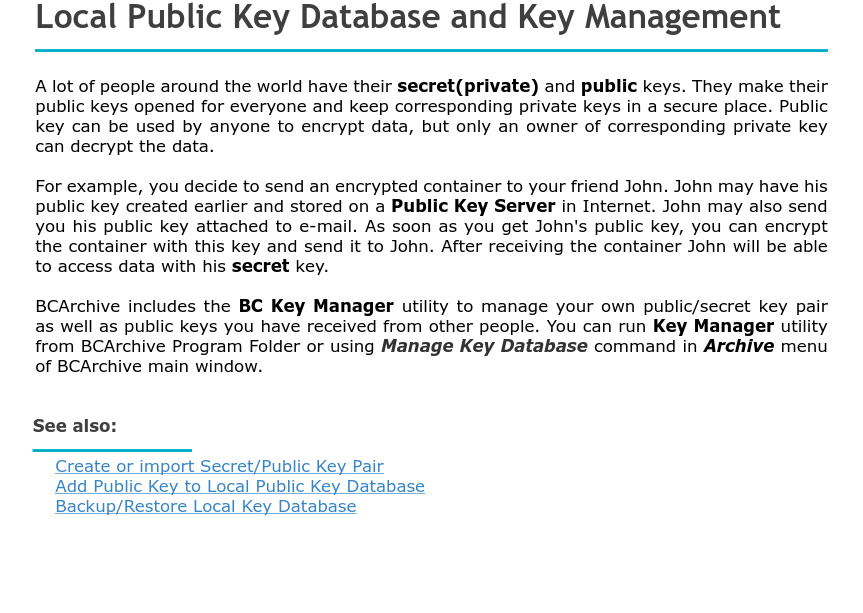 Local Public Key Database and Key Management
A lot of people around the world have their secret(private) and public keys. They make their
public keys opened for everyone and keep corresponding private keys in a secure place. Public
key can be used by anyone to encrypt data, but only an owner of corresponding private key
can decrypt the data.
For example, you decide to send an encrypted container to your friend John. John may have his
public key created earlier and stored on a Public Key Server in Internet. John may also send
you his public key attached to e-mail. As soon as you get John's public key, you can encrypt
the container with this key and send it to John. After receiving the container John will be able
to access data with his secret key.
BCArchive includes the BC Key Manager utility to manage your own public/secret key pair
as well as public keys you have received from other people. You can run Key Manager utility
from BCArchive Program Folder or using Manage Key Database command in Archive menu
of BCArchive main window.
See also:
Create or import Secret/Public Key Pair
Add Public Key to Local Public Key Database
Backup/Restore Local Key Database